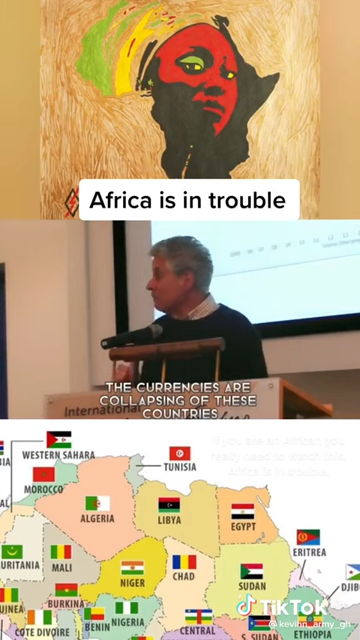 Africa is in trouble
THE CURRENCIES ARE
COLLAPSING OF THESE
COUNTRIES
International
If you are an African you
really need to watch this,
Africa is in trouble.
WESTERN SAHARA
TUNISIA
MOROCCO
ALGERIA
LIBYA
EGYPT
ERITREA
MALI
NIGER
CHAD
SUDAN
BURKINA
NIGERIA
BENIN
COTE DIVOIRE
CENTRAL
S. SUDAN
ETHIOPIA
TikTok
@kevibn_army_gh